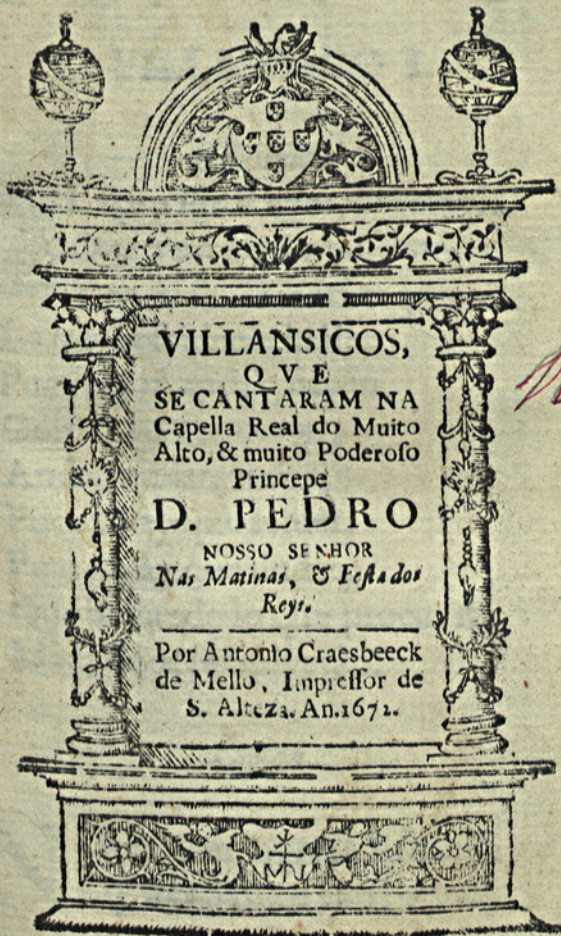 VILLANSICOS,
QVE
SE CANTARAM NA
Capella Real do Muito
Alto, & muito Poderoſo
Princepe
D. PEDRO
NOSSO SENHOR
Nas Matinas, & Feſta dos
Reys.
Por Antonio Craesbeeck
de Mello, Impreſſor de
S. Alteza. An. 1671.